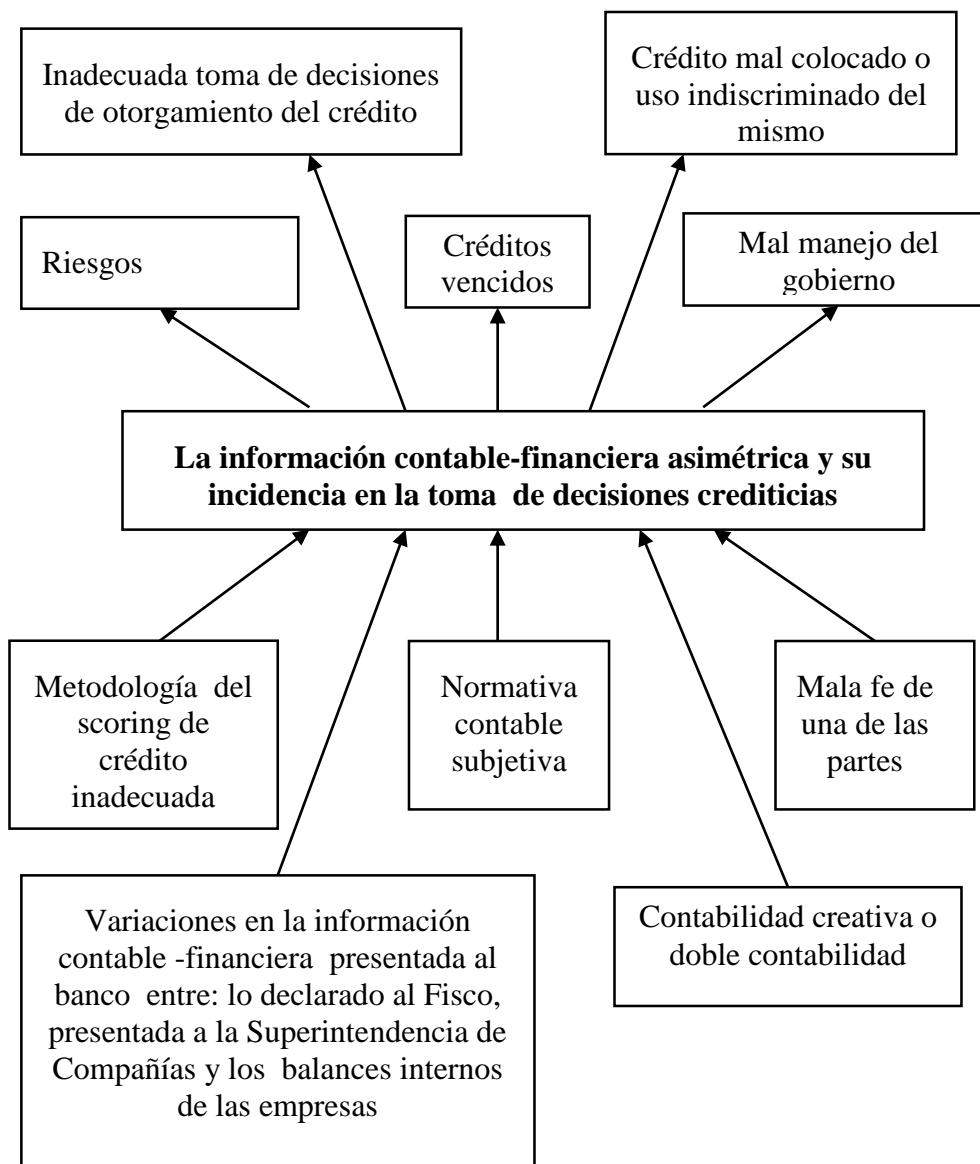 Inadecuada toma de decisiones
de otorgamiento del crédito
Crédito mal colocado o
uso indiscriminado del
mismo
Riesgos
Créditos
vencidos
Mal manejo del
gobierno
La información contable-financiera asimétrica y su
incidencia en la toma de decisiones crediticias
Metodología del
scoring de
crédito
inadecuada
Normativa
contable
subjetiva
Mala fe de
una de las
partes
Variaciones en la información
contable -financiera presentada al
banco entre: lo declarado al Fisco,
presentada a la Superintendencia de
Compañías y los balances internos
de las empresas
Contabilidad creativa o
doble contabilidad